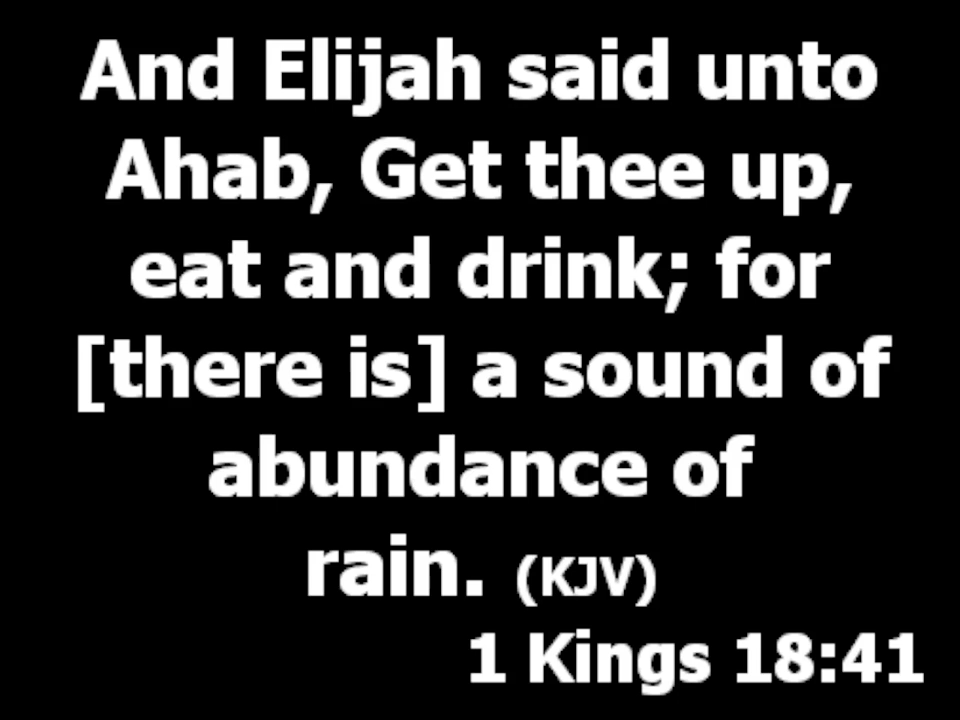 And Elijah said unto
Ahab, Get thee up,
eat and drink; for
[there is] a sound of
abundance of
rain. (KJV)
1 Kings 18:41